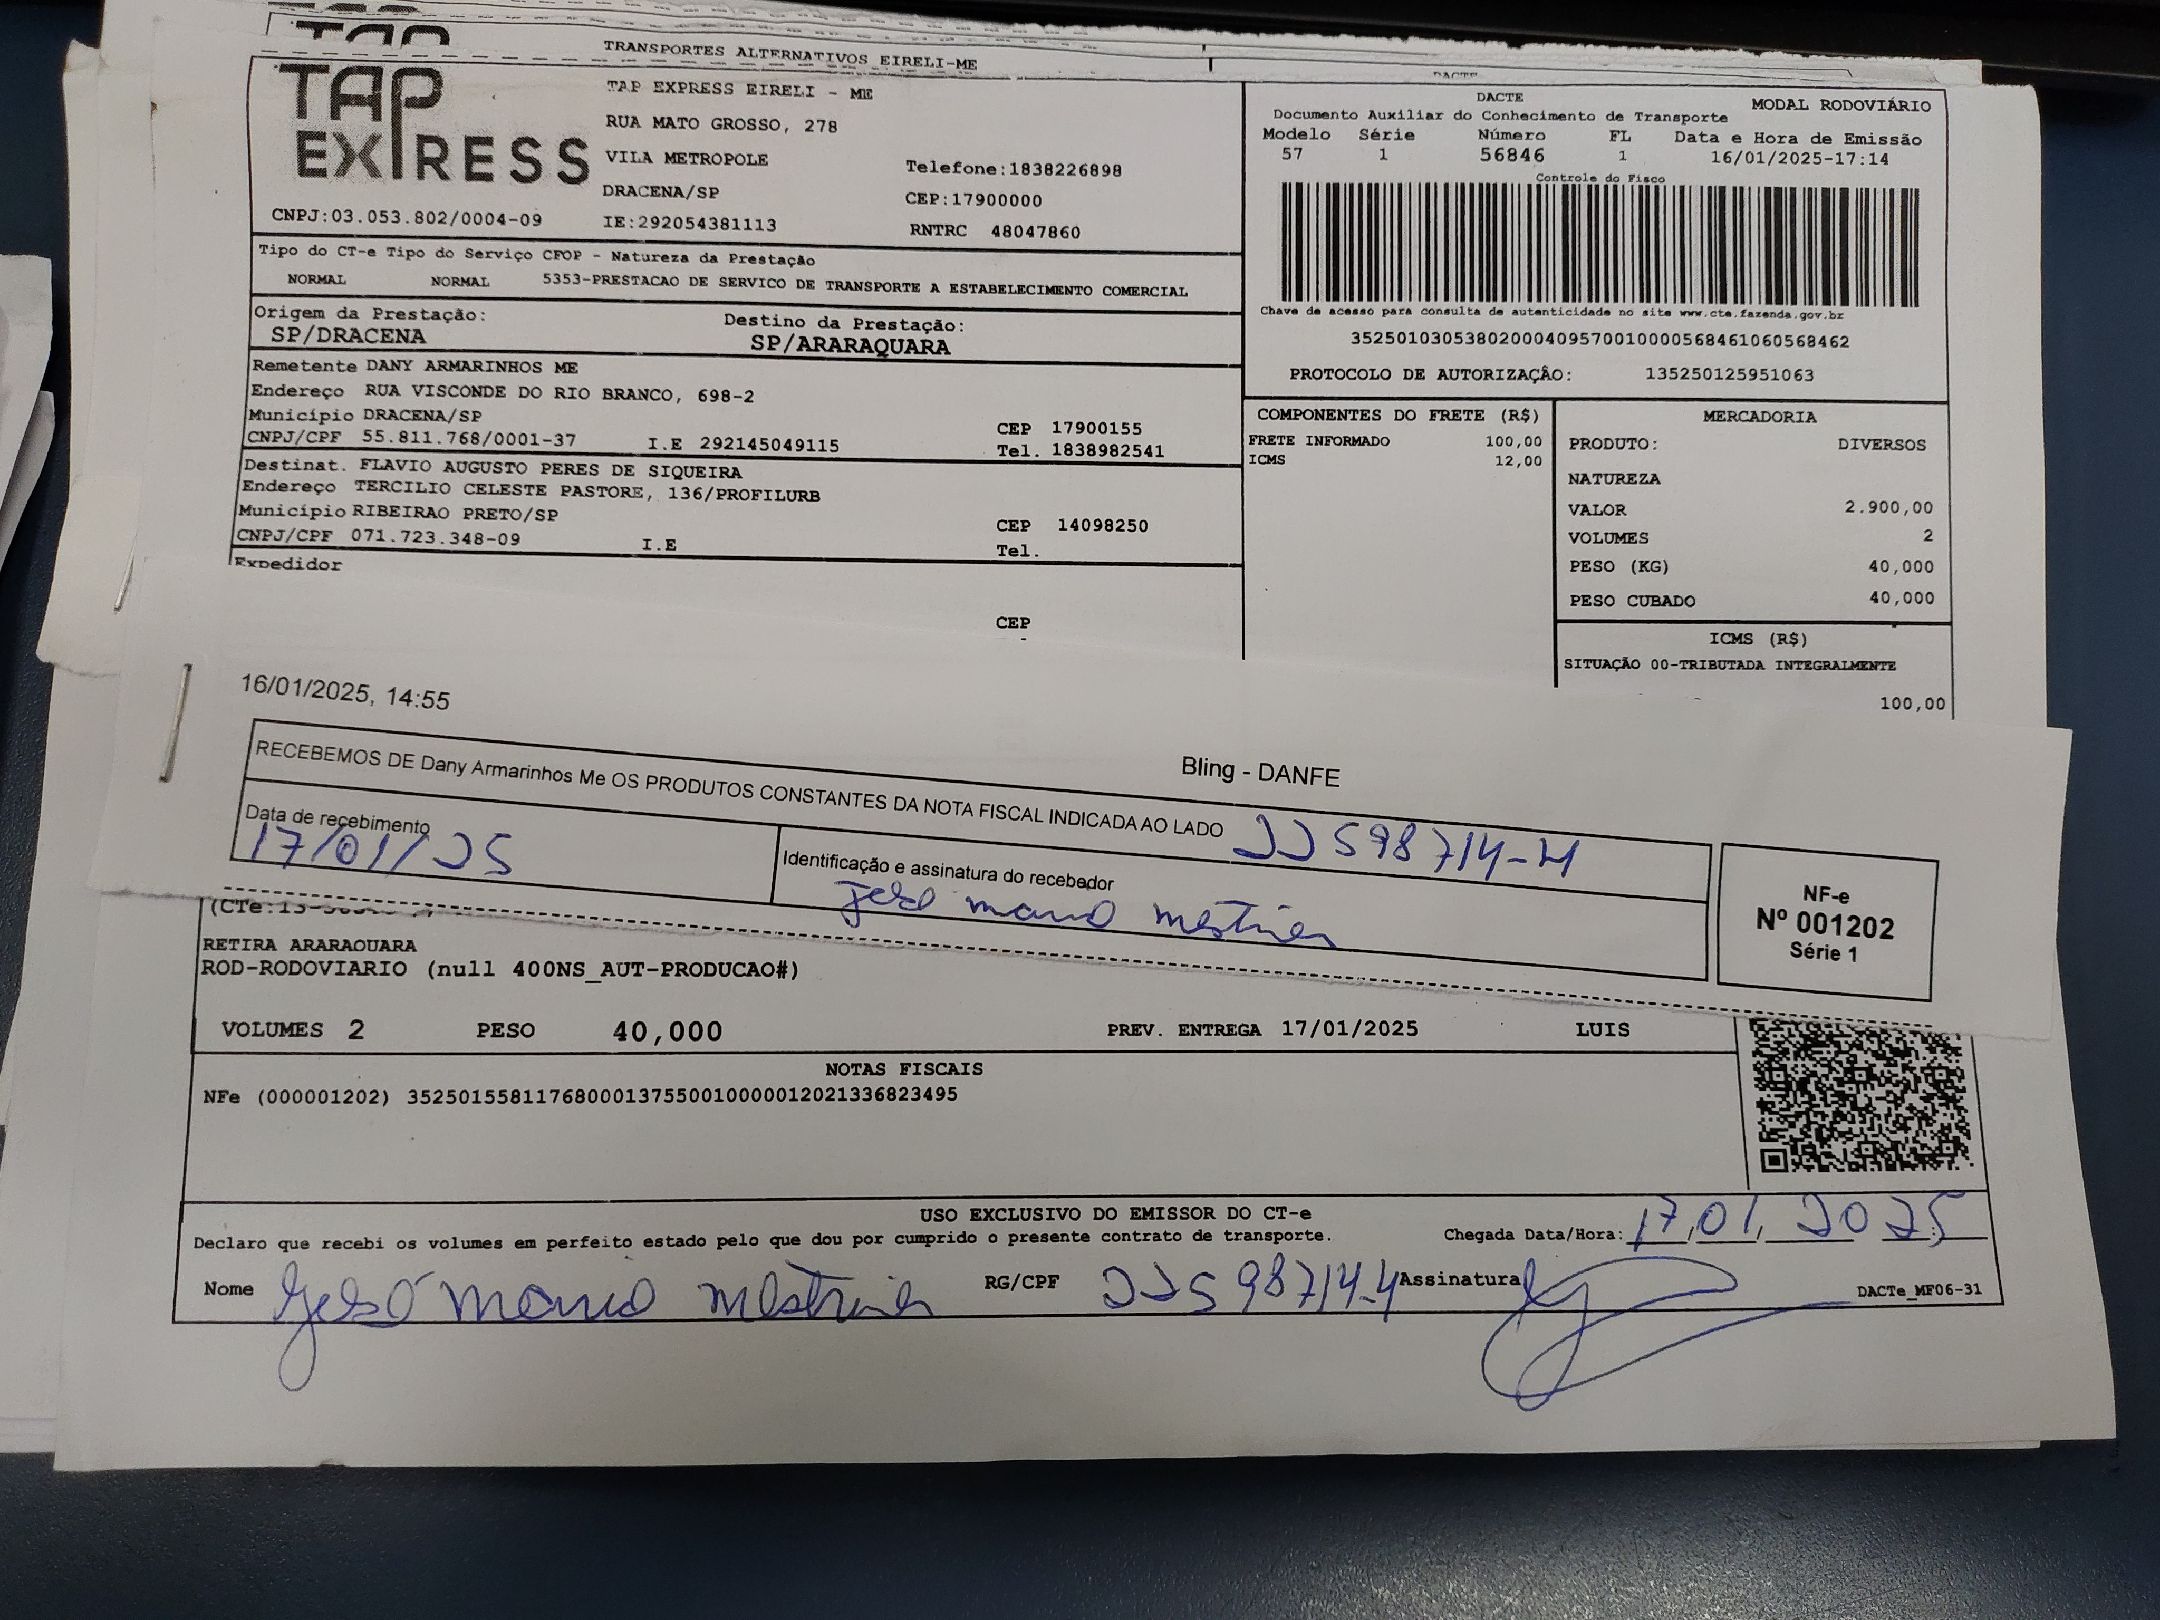 TRANSPORTES ALTERNATIVOS EIRELI-ME
TAP EXPRESS
TAP EXPRESS EIRELI - ME
RUA MATO GROSSO, 278
VILA METROPOLE
Telefone:1838226898
DRACENA/SP
CEP:17900000
CNPJ:03.053.802/0004-09
IE:292054381113
RNTRC 48047860
DACTE
MODAL RODOVIÁRIO
Documento Auxiliar do Conhecimento de Transporte
Modelo Série Número FL Data e Hora de Emissão
57 1 56846 1 16/01/2025-17:14
Controle do Fisco
Chave de acesso para consulta de autenticidade no site www.cte.fazenda.gov.br
35250103053802000409570010000568461060568462
PROTOCOLO DE AUTORIZAÇÃO: 135250125951063
Tipo do CT-e Tipo do Serviço CFOP - Natureza da Prestação
NORMAL NORMAL 5353-PRESTACAO DE SERVICO DE TRANSPORTE A ESTABELECIMENTO COMERCIAL
Origem da Prestação: Destino da Prestação:
SP/DRACENA SP/ARARAQUARA
Remetente DANY ARMARINHOS ME
Endereço RUA VISCONDE DO RIO BRANCO, 698-2
Município DRACENA/SP CEP 17900155
CNPJ/CPF 55.811.768/0001-37 I.E 292145049115 Tel. 1838982541
Destinat. FLAVIO AUGUSTO PERES DE SIQUEIRA
Endereço TERCILIO CELESTE PASTORE, 136/PROFILURB
Município RIBEIRAO PRETO/SP CEP 14098250
CNPJ/CPF 071.723.348-09 I.E Tel.
Expedidor
CEP
COMPONENTES DO FRETE (R$)
FRETE INFORMADO 100,00
ICMS 12,00
MERCADORIA
PRODUTO: DIVERSOS
NATUREZA
VALOR 2.900,00
VOLUMES 2
PESO (KG) 40,000
PESO CUBADO 40,000
ICMS (R$)
SITUAÇÃO 00-TRIBUTADA INTEGRALMENTE
100,00
16/01/2025, 14:55
Bling - DANFE
RECEBEMOS DE Dany Armarinhos Me OS PRODUTOS CONSTANTES DA NOTA FISCAL INDICADA AO LADO 22598714-4
Data de recebimento
17/01/25
Identificação e assinatura do recebedor
NF-e
Nº 001202
Série 1
RETIRA ARARAQUARA
ROD-RODOVIARIO (null 400NS_AUT-PRODUCAO#)
VOLUMES 2 PESO 40,000 PREV. ENTREGA 17/01/2025 LUIS
NOTAS FISCAIS
NFe (000001202) 35250155811768000137550010000012021336823495
USO EXCLUSIVO DO EMISSOR DO CT-e
Declaro que recebi os volumes em perfeito estado pelo que dou por cumprido o presente contrato de transporte.
Chegada Data/Hora: 17,01,2025
Nome RG/CPF 22598714-4 Assinatura
DACTe_MF06-31